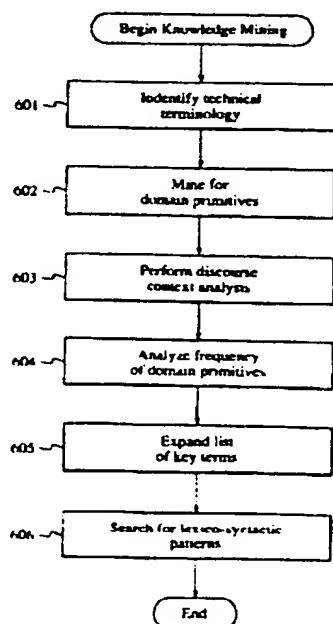 Begin Knowledge Mining
601
Iodentify technical
terminology
602
Mine for
domain primitives
603
Perform discourse
context analysis
604
Analyze frequency
of domain primitives
605
Expand list
of key terms
606
Search for lexico-syntactic
patterns
End